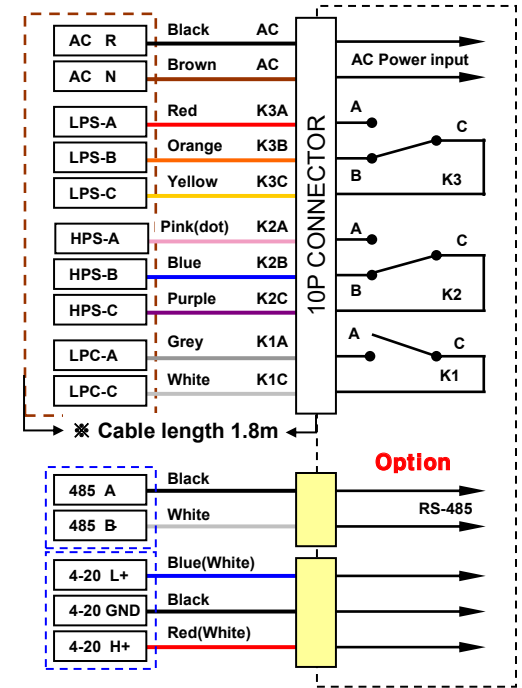 AC R Black AC
AC N Brown AC
AC Power input
LPS-A Red K3A A
LPS-B Orange K3B B C
LPS-C Yellow K3C K3
HPS-A Pink(dot) K2A A
HPS-B Blue K2B B C
HPS-C Purple K2C K2
LPC-A Grey K1A A C
LPC-C White K1C K1
10P CONNECTOR
※ Cable length 1.8m
Option
485 A Black
485 B- White
RS-485
4-20 L+ Blue(White)
4-20 GND Black
4-20 H+ Red(White)